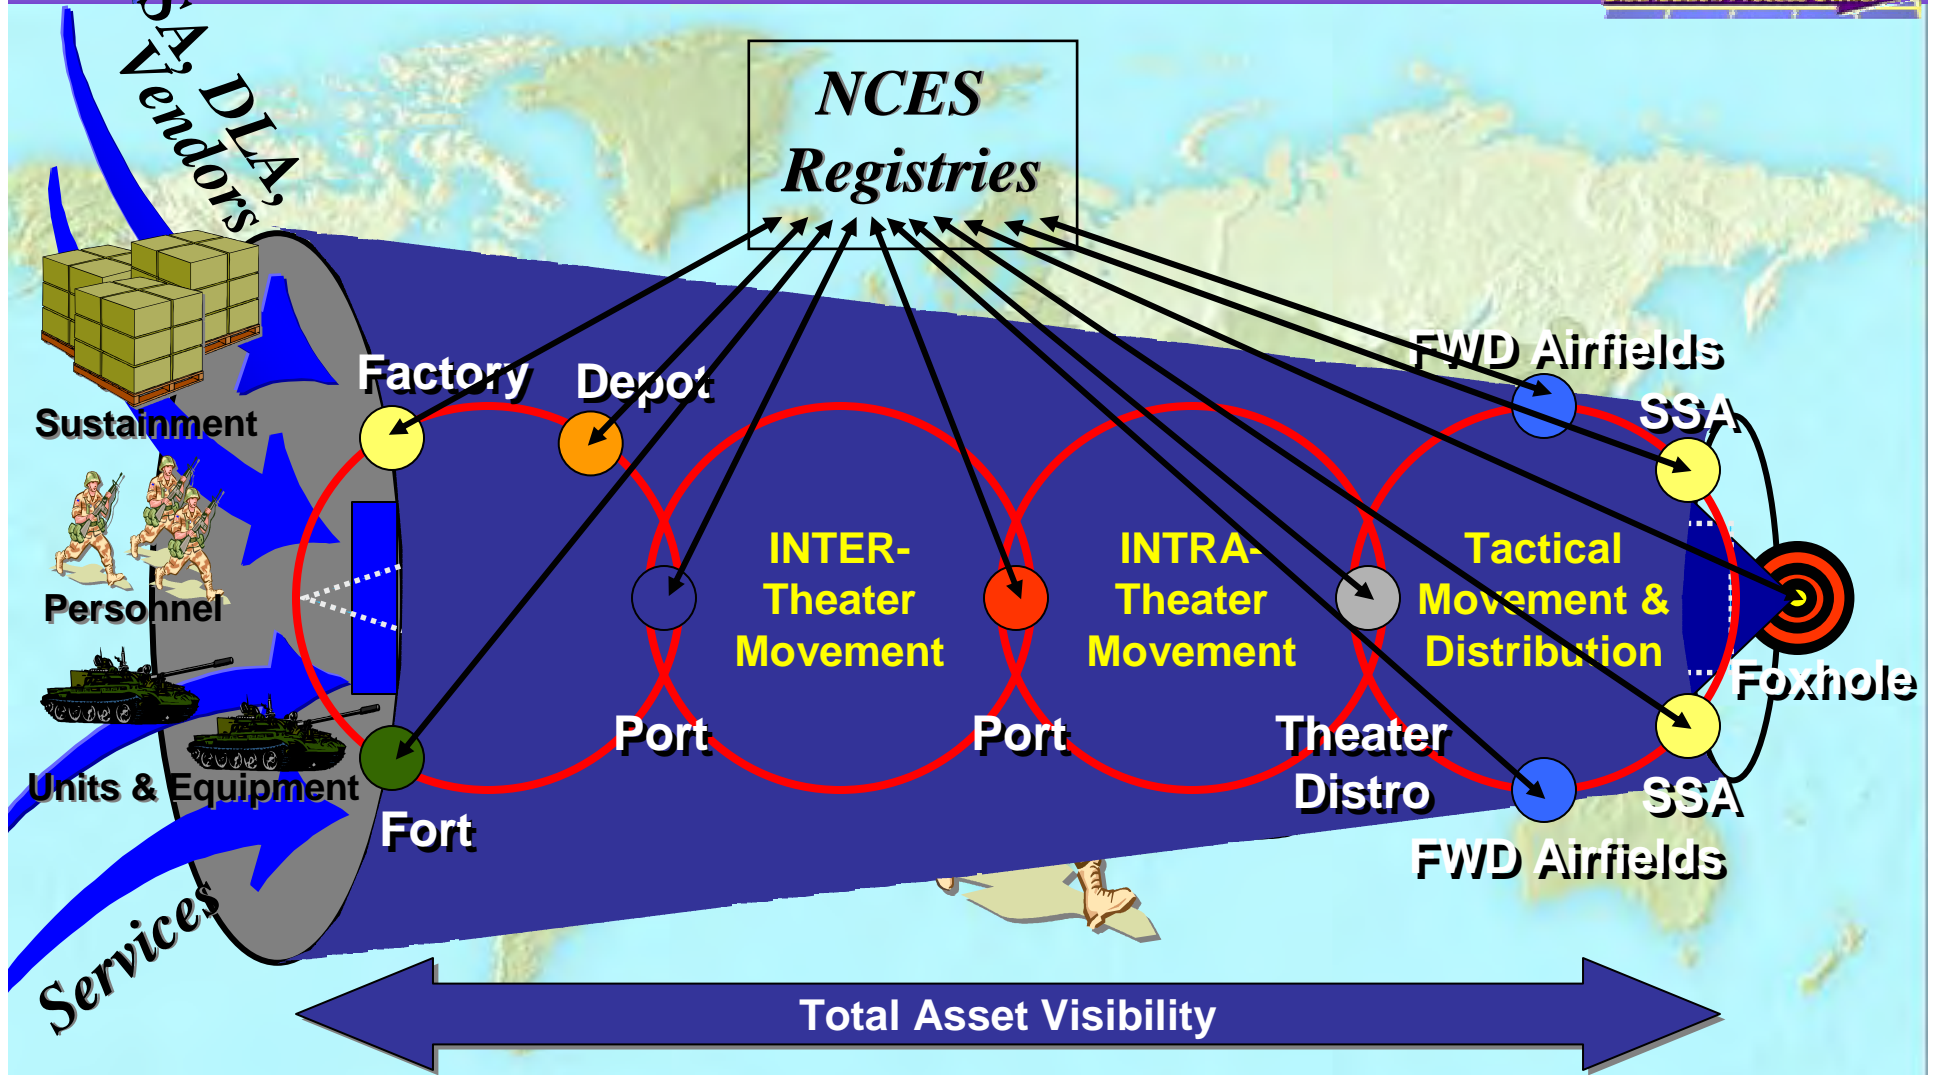 DLA,
Vendors
NCES
Registries
Sustainment
Personnel
Units & Equipment
Services
Factory
Depot
Fort
Port
INTER-
Theater
Movement
Port
INTRA-
Theater
Movement
Theater
Distro
Tactical
Movement &
Distribution
FWD Airfields
SSA
Foxhole
SSA
FWD Airfields
Total Asset Visibility